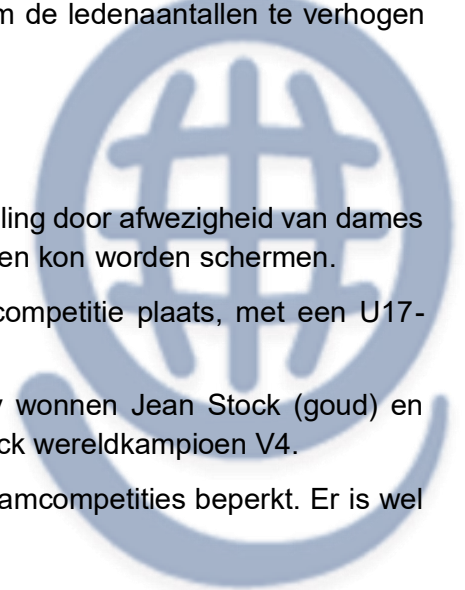 m de ledenaantallen te verhogen
ling door afwezigheid van dames
en kon worden schermen.
competitie plaats, met een U17-
wonnen Jean Stock (goud) en
ck wereldkampioen V4.
amcompetities beperkt. Er is wel